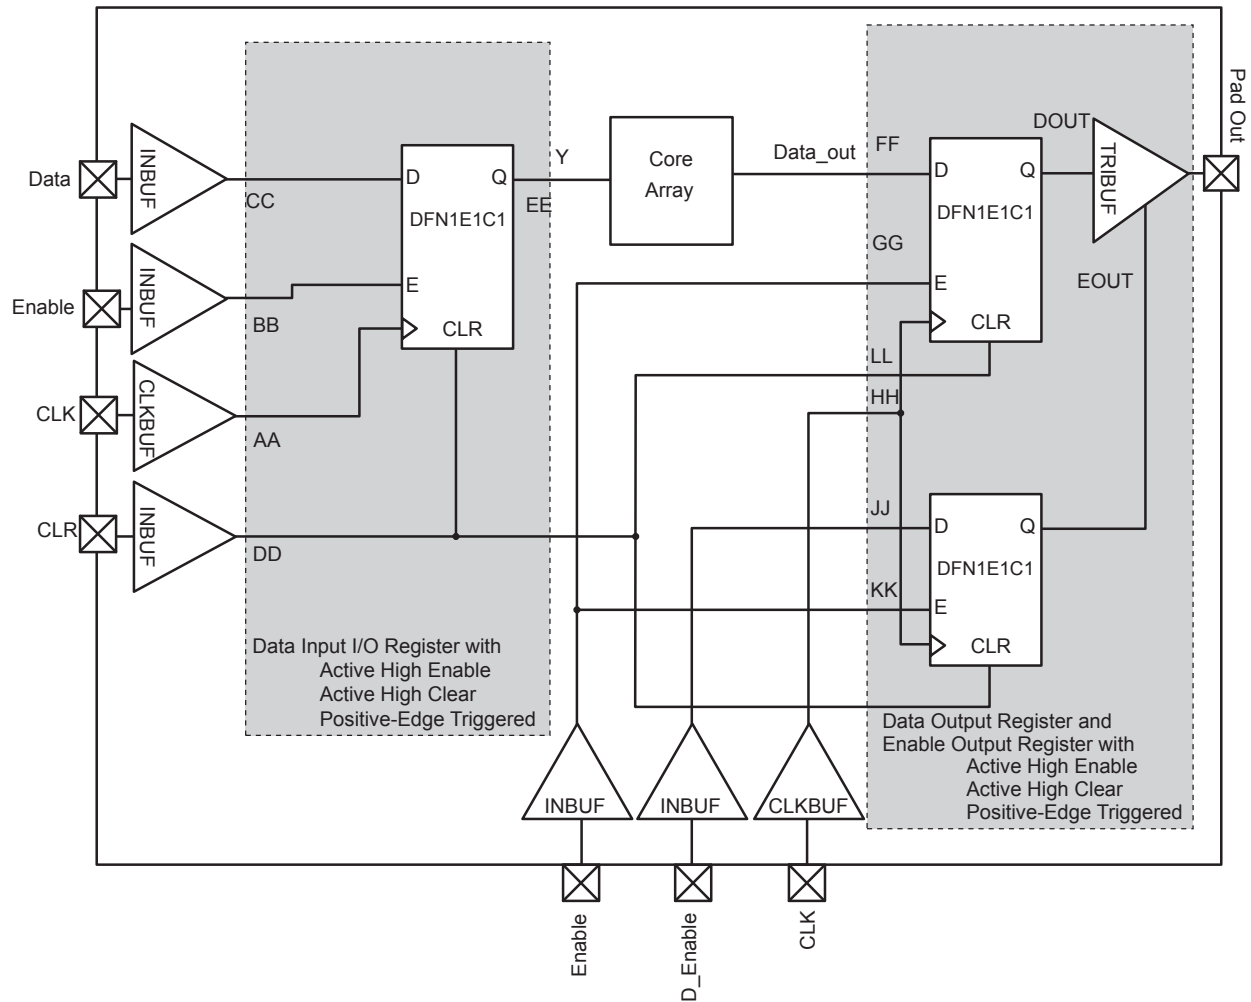 Data
INBUF
CC
Enable
INBUF
BB
CLK
CLKBUF
AA
CLR
INBUF
DD
D
Q
DFN1E1C1
E
CLR
Y
EE
Data Input I/O Register with
Active High Enable
Active High Clear
Positive-Edge Triggered
Core
Array
Data_out
FF
GG
LL
HH
JJ
KK
D
Q
DFN1E1C1
E
CLR
DOUT
TRIBUF
EOUT
Pad Out
D
Q
DFN1E1C1
E
CLR
Data Output Register and
Enable Output Register with
Active High Enable
Active High Clear
Positive-Edge Triggered
INBUF
INBUF
CLKBUF
Enable
D_Enable
CLK